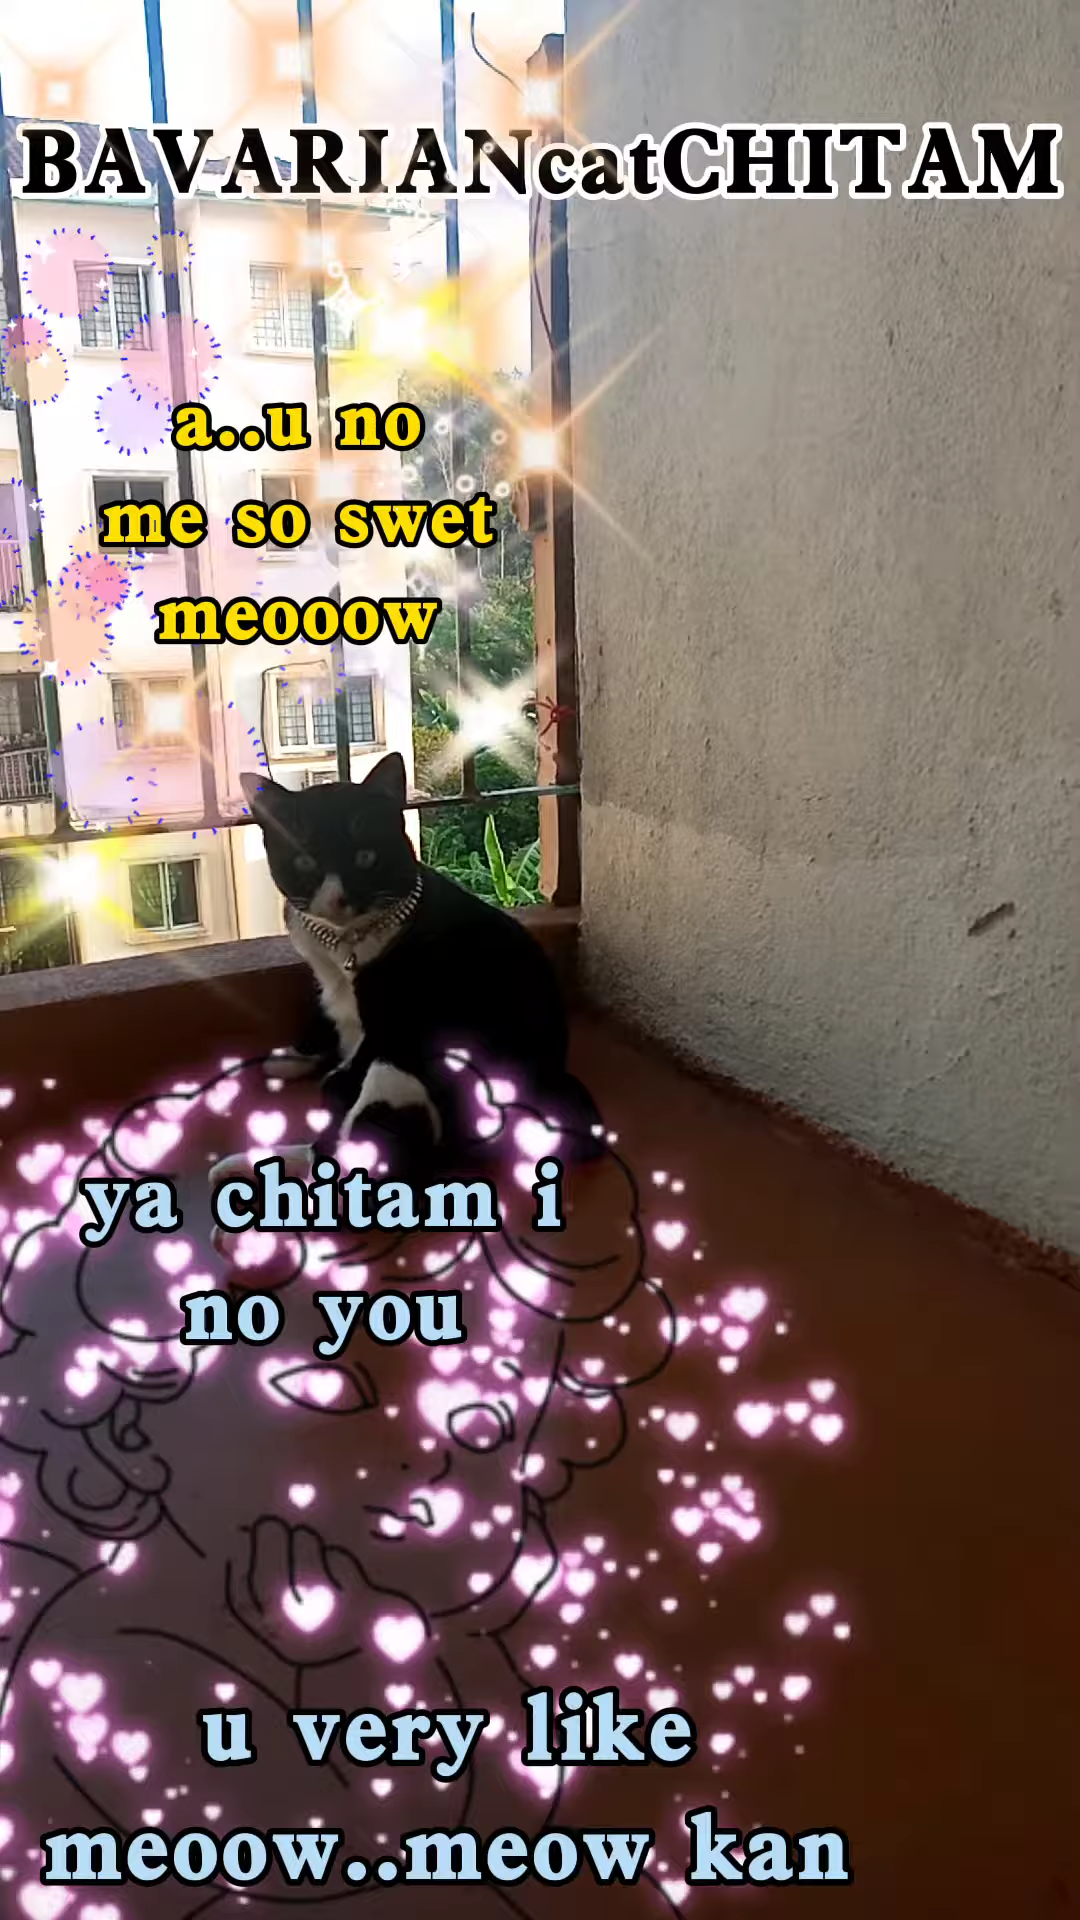 BAVARIANcatCHITAM
a..u no
me so swet
meooow
ya chitam i
no you
u very like
meoow..meow kan